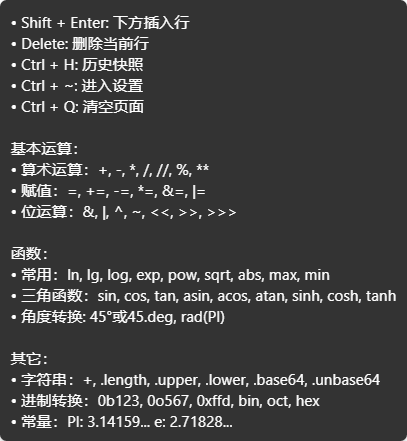 • Shift + Enter: 下方插入行
• Delete: 删除当前行
• Ctrl + H: 历史快照
• Ctrl + ~: 进入设置
• Ctrl + Q: 清空页面
基本运算：
• 算术运算：+, -, *, /, //, %, **
• 赋值：=, +=, -=, *=, &=, |=
• 位运算：&, |, ^, ~, <<, >>, >>>
函数：
• 常用：ln, lg, log, exp, pow, sqrt, abs, max, min
• 三角函数：sin, cos, tan, asin, acos, atan, sinh, cosh, tanh
• 角度转换: 45°或45.deg, rad(PI)
其它：
• 字符串：+, .length, .upper, .lower, .base64, .unbase64
• 进制转换：0b123, 0o567, 0xffd, bin, oct, hex
• 常量：PI: 3.14159... e: 2.71828...